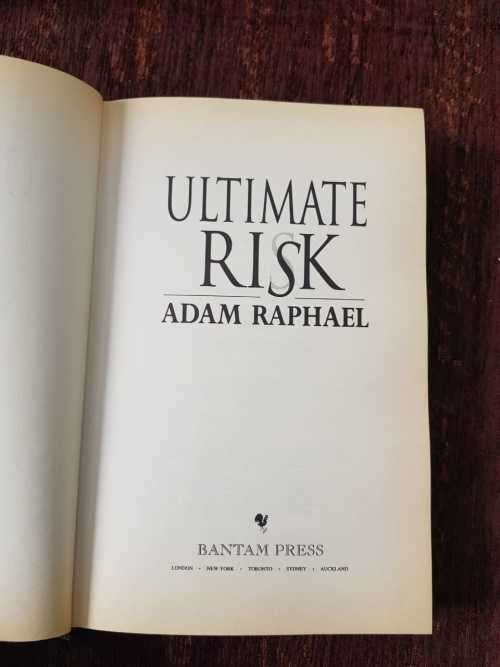 ULTIMATE
RISK
ADAM RAPHAEL
BANTAM PRESS
LONDON • NEW YORK • TORONTO • SYDNEY • AUCKLAND